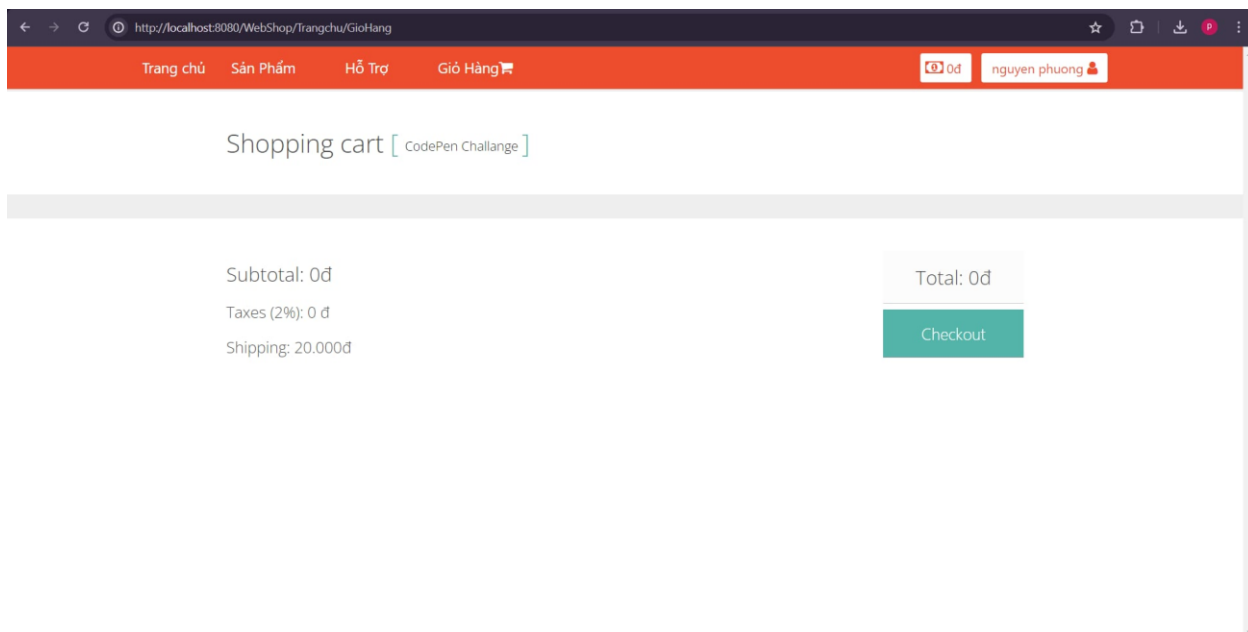 http://localhost:8080/WebShop/Trangchu/GioHang
P
Trang chủ Sản Phẩm Hỗ Trợ Giỏ Hàng 0đ nguyen phuong
Shopping cart [ CodePen Challange ]
Subtotal: 0đ
Taxes (2%): 0 đ
Shipping: 20.000đ
Total: 0đ
Checkout